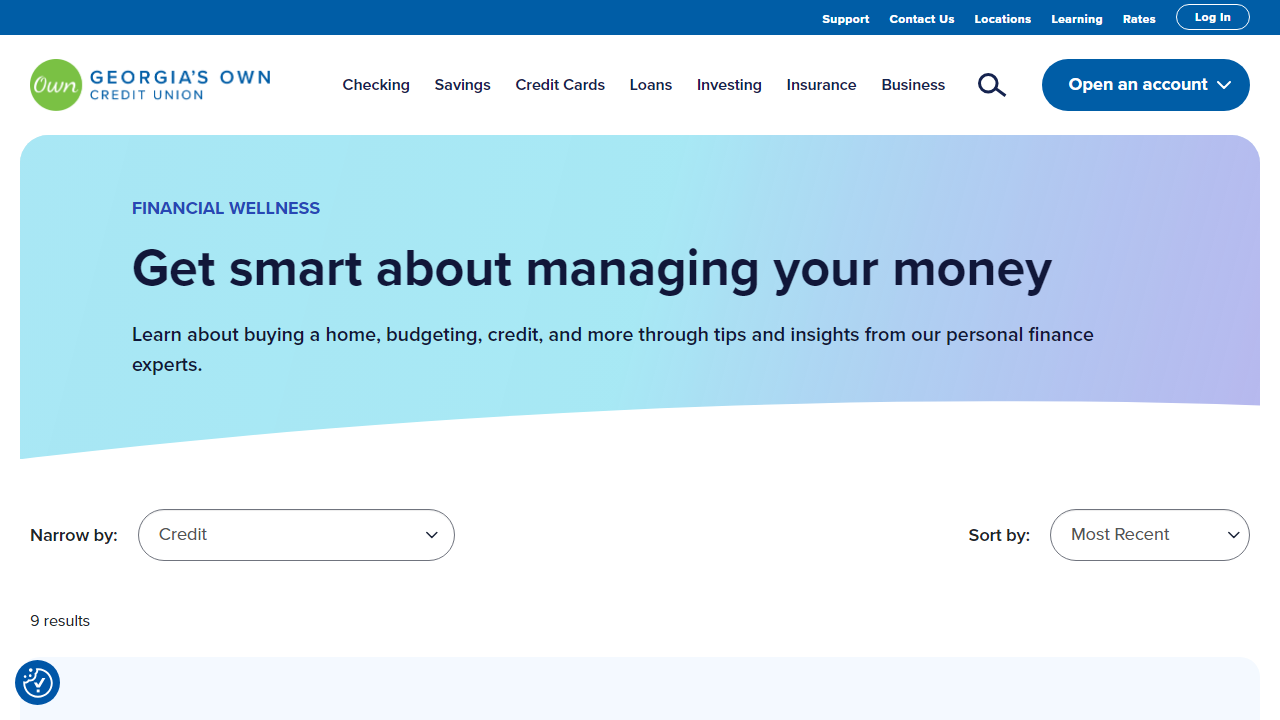 Support Contact Us Locations Learning Rates Log In
Own GEORGIA'S OWN
CREDIT UNION
Checking Savings Credit Cards Loans Investing Insurance Business Open an account
FINANCIAL WELLNESS
Get smart about managing your money
Learn about buying a home, budgeting, credit, and more through tips and insights from our personal finance
experts.
Narrow by: Credit Sort by: Most Recent
9 results